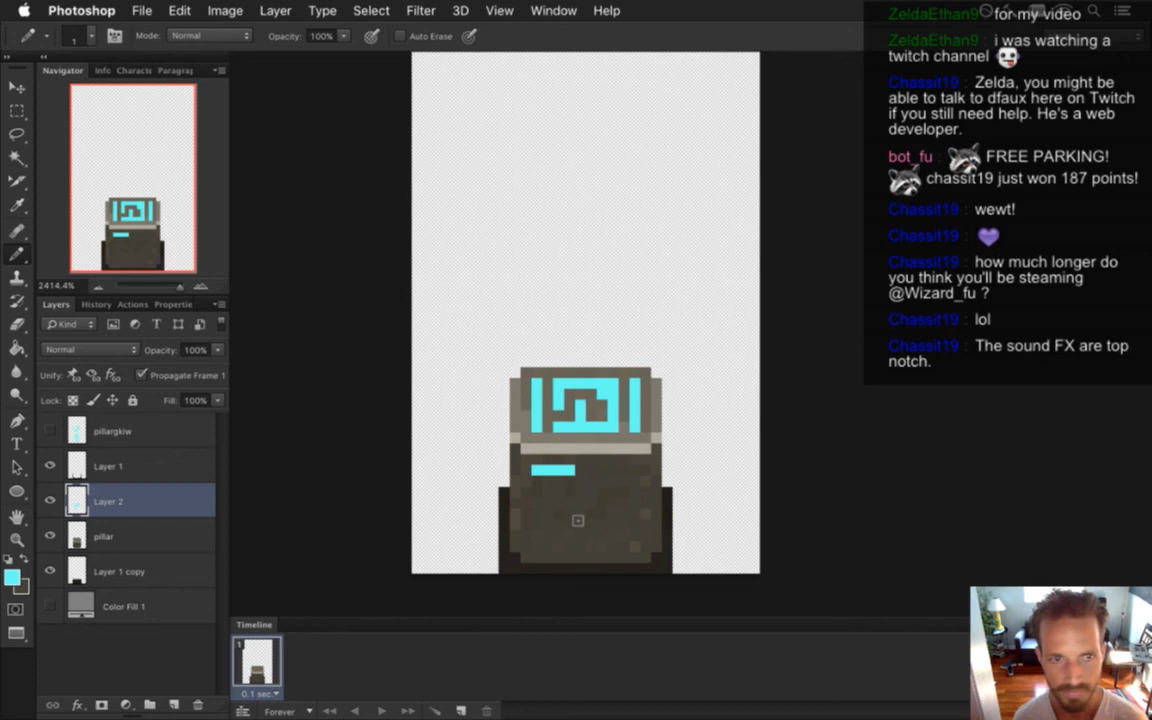 Photoshop File Edit Image Layer Type Select Filter 3D View Window Help
1 Mode: Normal Opacity: 100% Auto Erase
Navigator Info Characte Paragraj
2414.4%
Layers History Actions Propertie
Kind
Normal Opacity: 100%
Unify: Propagate Frame 1
Lock: Fill: 100%
pillargkiw
Layer 1
Layer 2
pillar
Layer 1 copy
Color Fill 1
Timeline
1
0.1 sec.
Forever
ZeldaEthan9 : for my video
ZeldaEthan9 : i was watching a
twitch channel
Chassit19 : Zelda, you might be
able to talk to dfaux here on Twitch
if you still need help. He's a web
developer.
bot_fu : FREE PARKING!
chassit19 just won 187 points!
Chassit19 : wewt!
Chassit19 :
Chassit19 : how much longer do
you think you'll be steaming
@Wizard_fu ?
Chassit19 : lol
Chassit19 : The sound FX are top
notch.